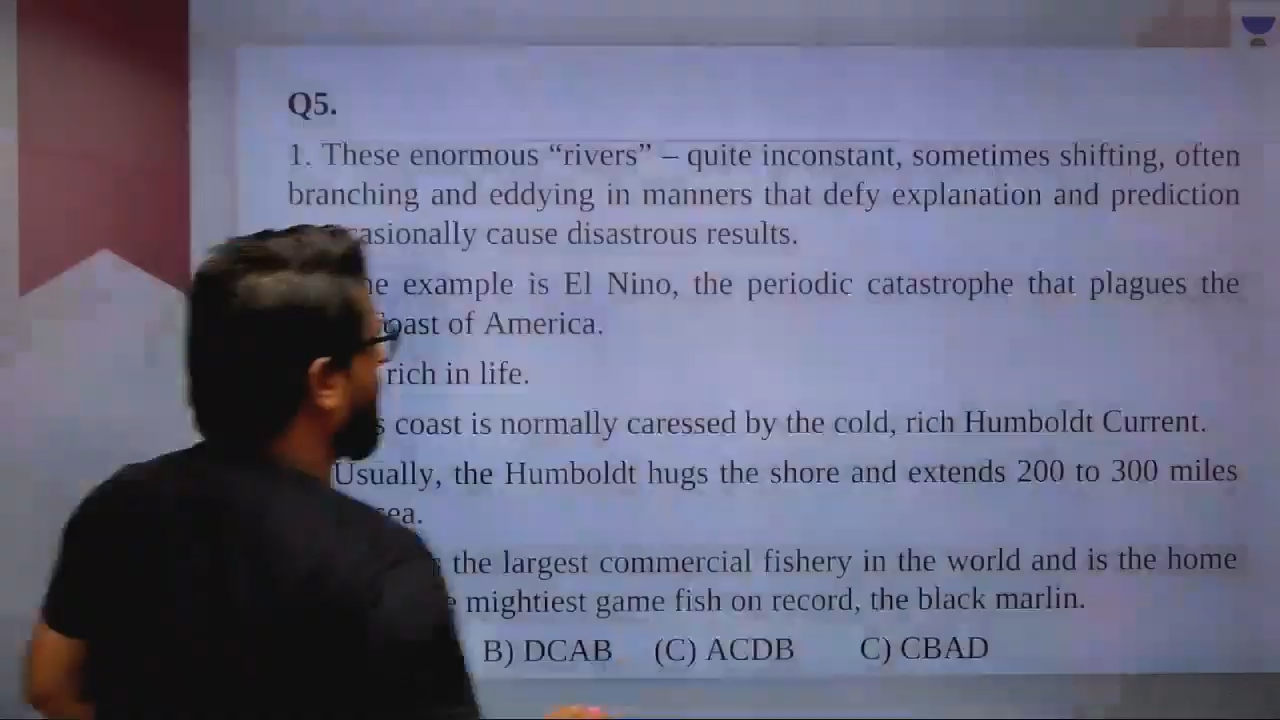 Q5.
1. These enormous “rivers” – quite inconstant, sometimes shifting, often
branching and eddying in manners that defy explanation and prediction
cause disastrous results.
example is El Nino, the periodic catastrophe that plagues the
of America.
rich in life.
coast is normally caressed by the cold, rich Humboldt Current.
Usually, the Humboldt hugs the shore and extends 200 to 300 miles
the largest commercial fishery in the world and is the home
mightiest game fish on record, the black marlin.
B) DCAB (C) ACDB C) CBAD